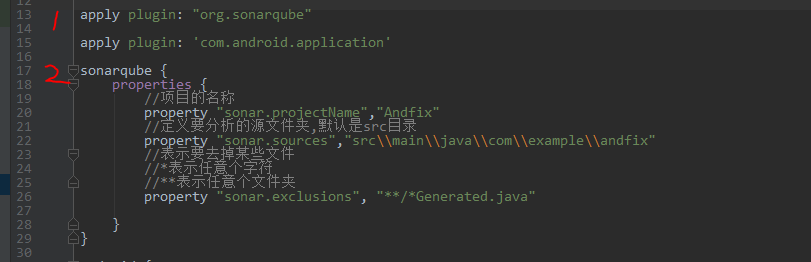 12
13 apply plugin: "org.sonarqube"
14
15 apply plugin: 'com.android.application'
16
17 sonarqube {
18 properties {
19 //项目的名称
20 property "sonar.projectName","Andfix"
21 //定义要分析的源文件夹,默认是src目录
22 property "sonar.sources","src\\main\\java\\com\\example\\andfix"
23 //表示要去掉某些文件
24 //*表示任意个字符
25 //**表示任意个文件夹
26 property "sonar.exclusions", "**/*Generated.java"
27
28 }
29 }
30
1
2